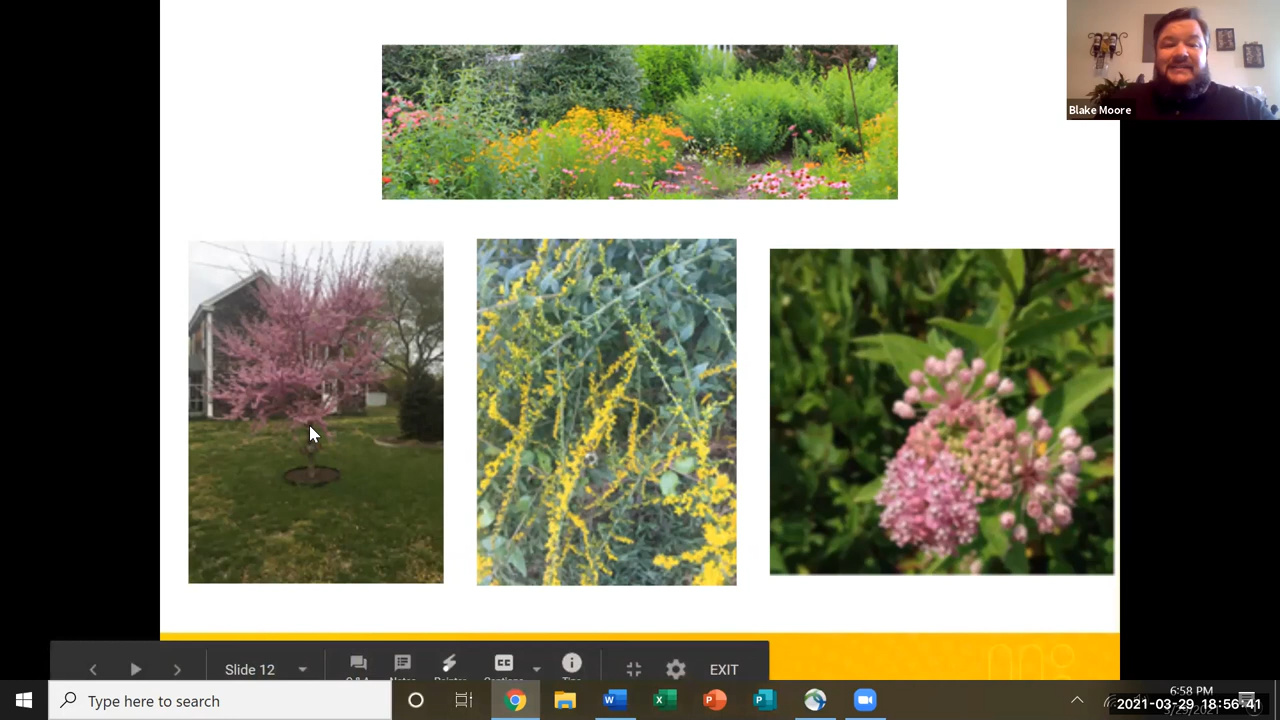 Blake Moore
Slide 12
EXIT
Type here to search
6:58 PM
2021-03-29 18:56:41